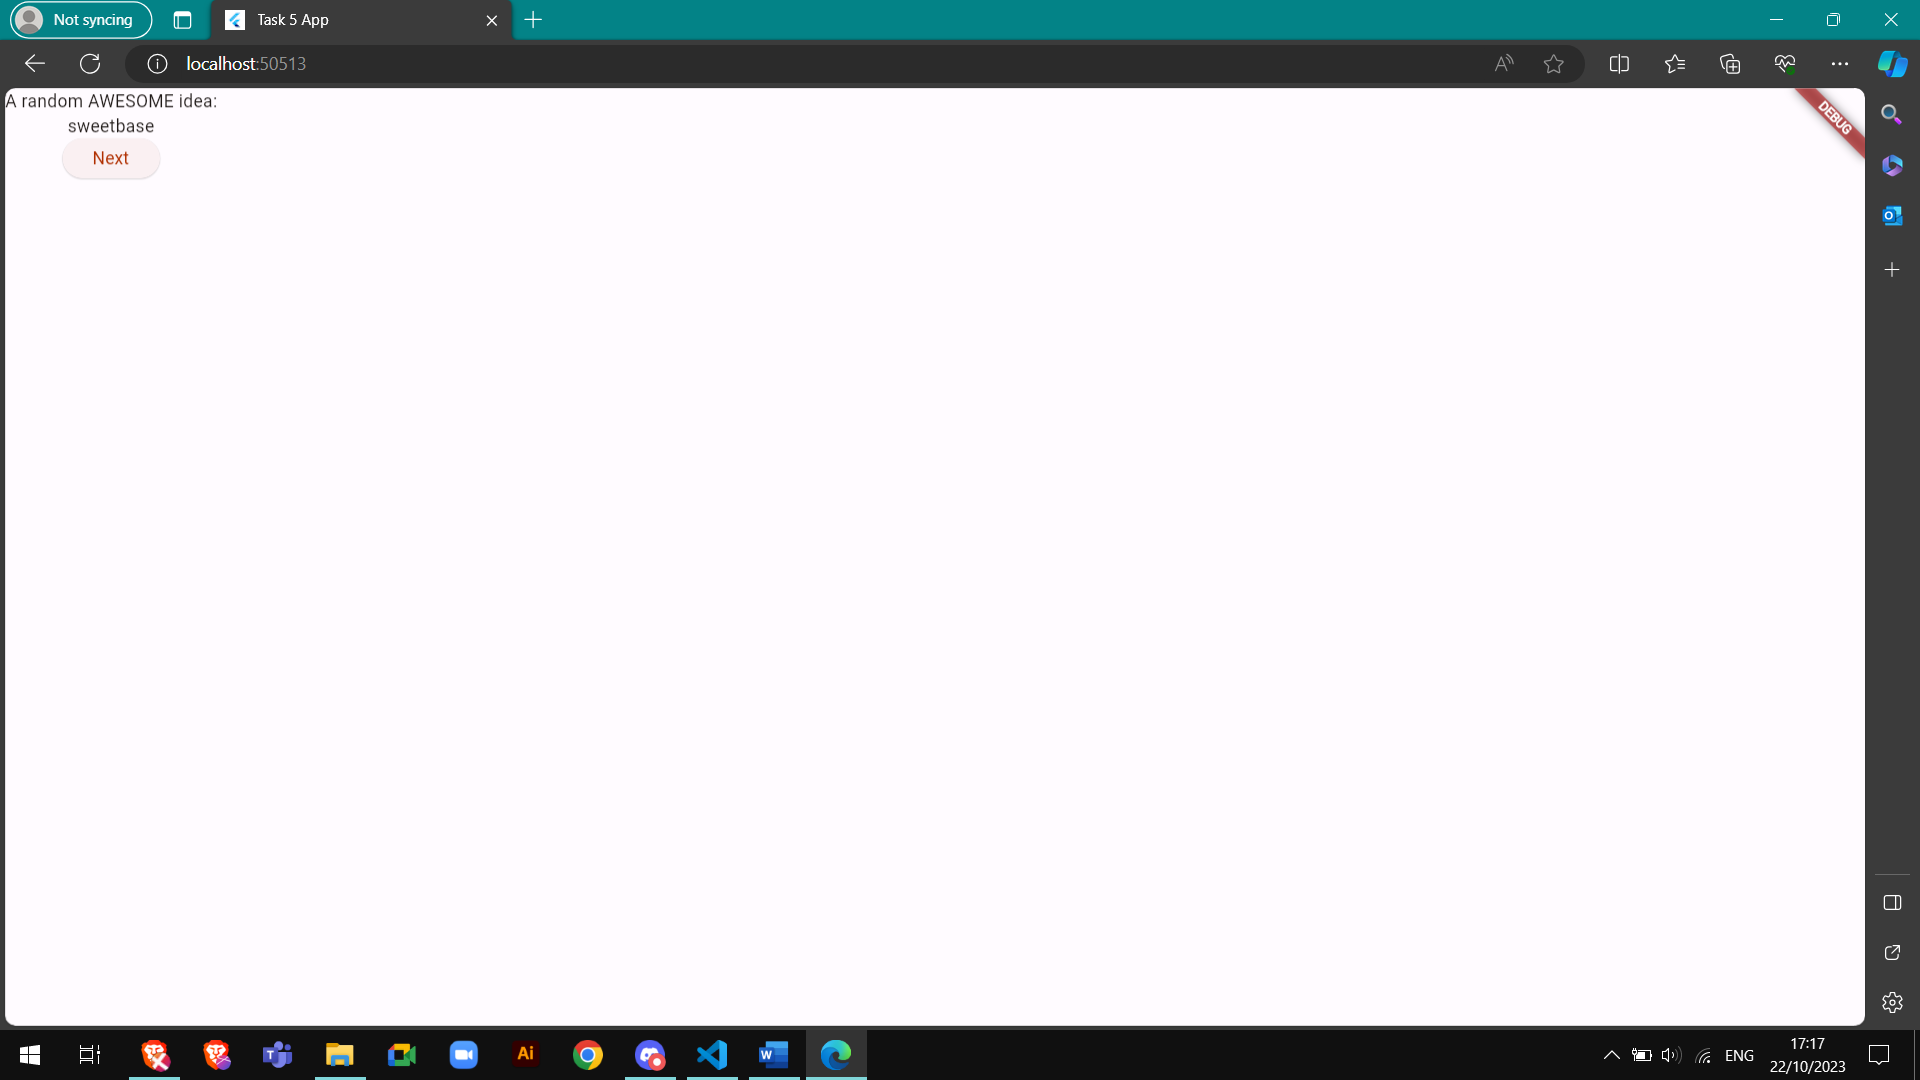 Not syncing
Task 5 App
localhost:50513
A random AWESOME idea:
sweetbase
Next
DEBUG
Ai
ENG
17:17
22/10/2023